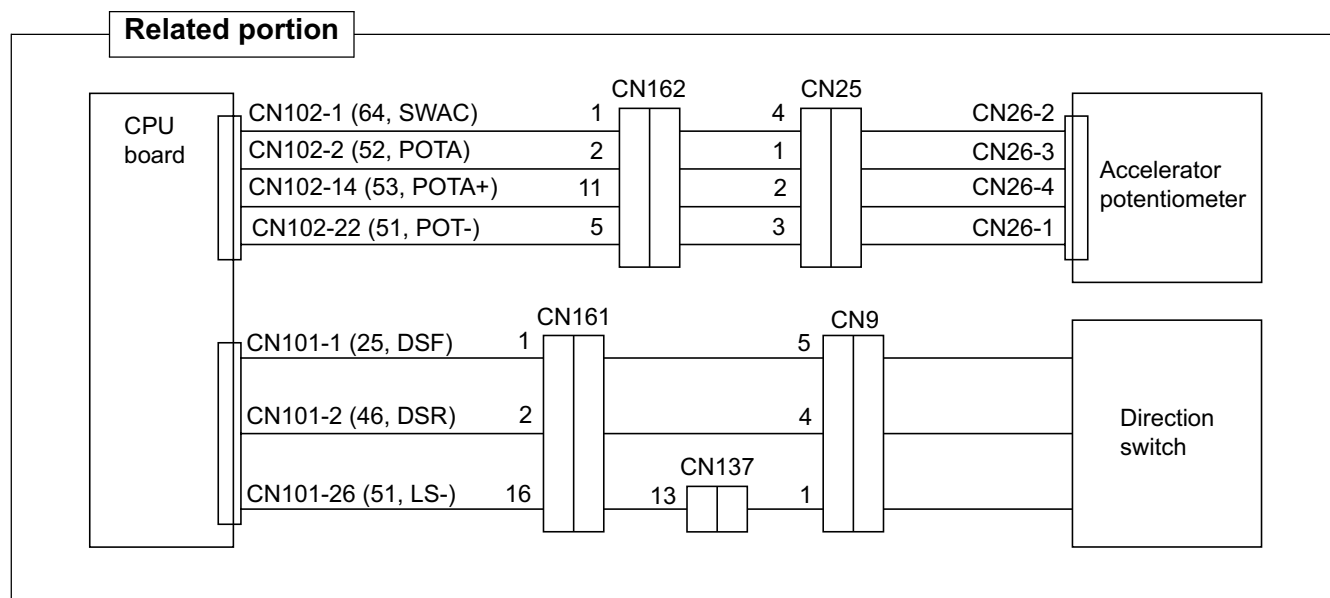 Related portion
CPU
board
CN162
CN25
CN102-1 (64, SWAC)
1
4
CN26-2
CN102-2 (52, POTA)
2
1
CN26-3
CN102-14 (53, POTA+)
11
2
CN26-4
CN102-22 (51, POT-)
5
3
CN26-1
Accelerator
potentiometer
CN161
CN9
CN101-1 (25, DSF)
1
5
CN101-2 (46, DSR)
2
4
CN137
CN101-26 (51, LS-)
16
13
1
Direction
switch